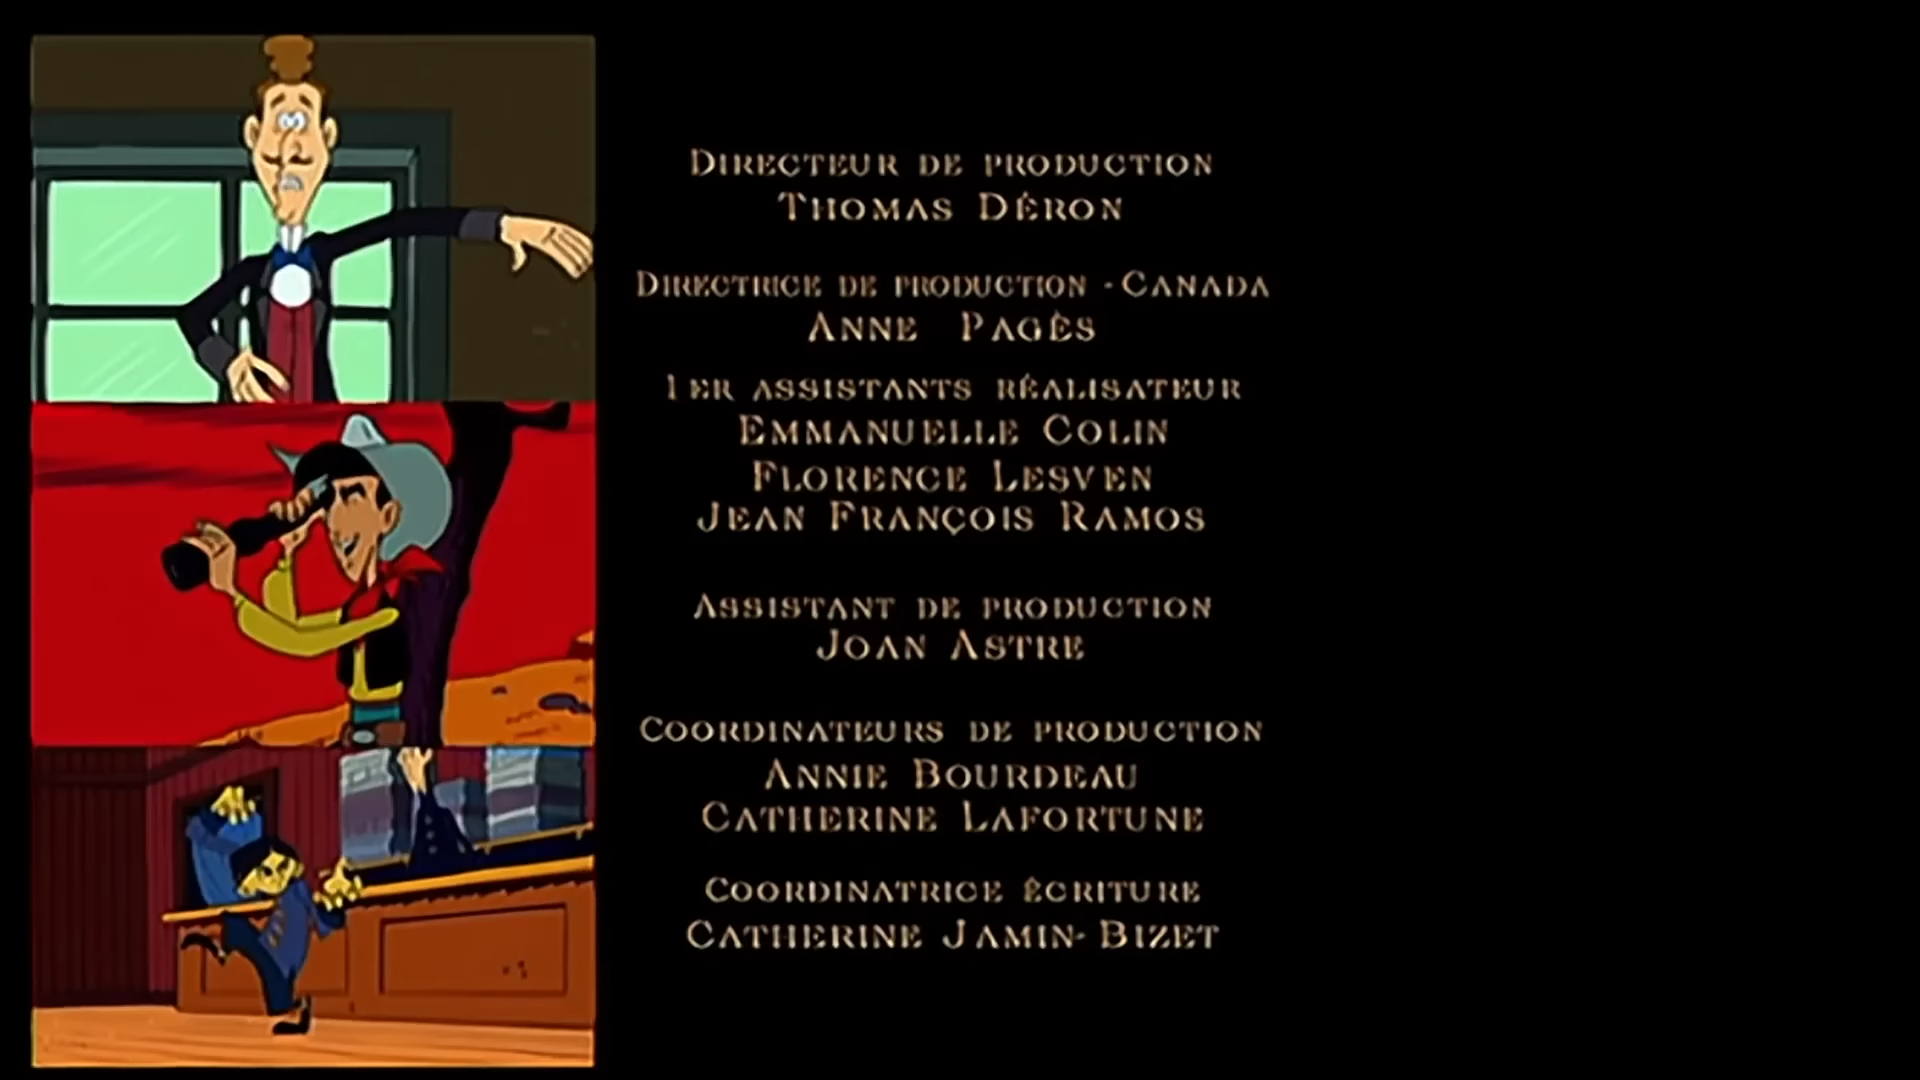 Directeur de production
Thomas Déron
Directrice de production - Canada
Anne Pagès
1er assistants réalisateur
Emmanuelle Colin
Florence Lesven
Jean François Ramos
Assistant de production
Joan Astre
Coordinateurs de production
Annie Bourdeau
Catherine Lafortune
Coordinatrice écriture
Catherine Jamin-Bizet